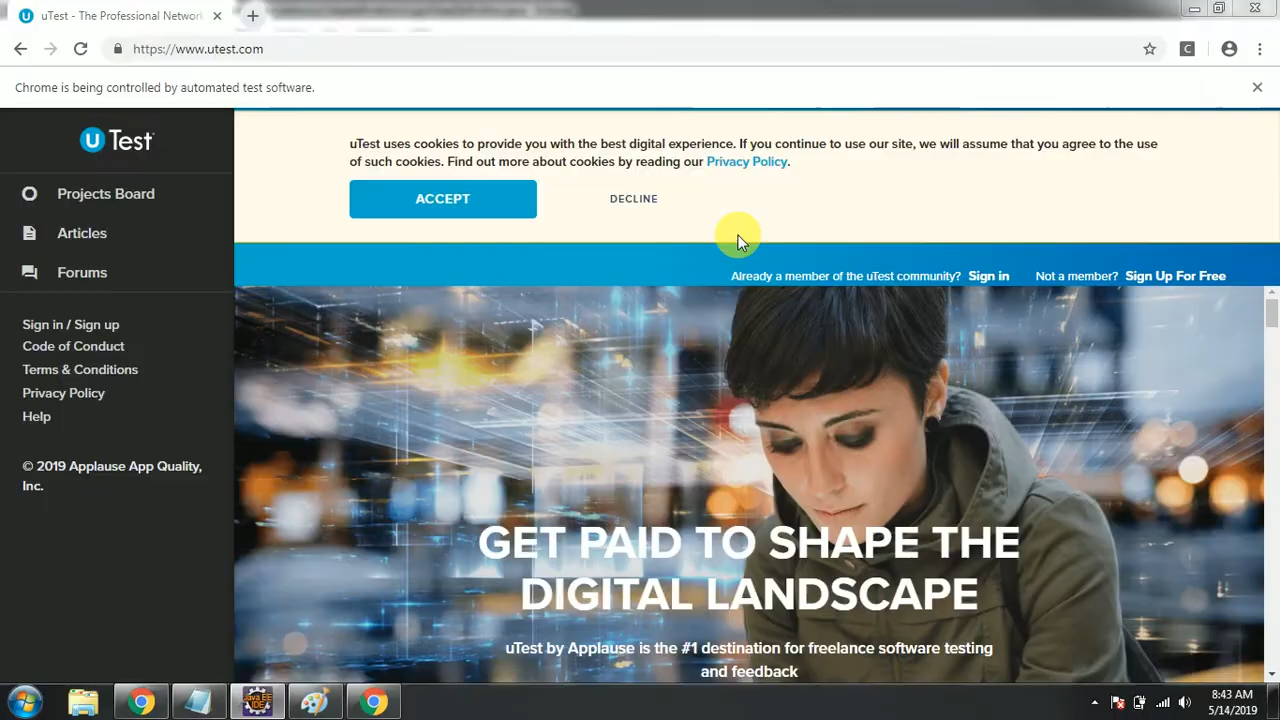 uTest - The Professional Network
https://www.utest.com
Chrome is being controlled by automated test software.
uTest
Projects Board
Articles
Forums
Sign in / Sign up
Code of Conduct
Terms & Conditions
Privacy Policy
Help
© 2019 Applause App Quality,
Inc.
uTest uses cookies to provide you with the best digital experience. If you continue to use our site, we will assume that you agree to the use
of such cookies. Find out more about cookies by reading our Privacy Policy.
ACCEPT DECLINE
Already a member of the uTest community? Sign in Not a member? Sign Up For Free
GET PAID TO SHAPE THE
DIGITAL LANDSCAPE
uTest by Applause is the #1 destination for freelance software testing
and feedback
Java EE
IDE
8:43 AM
5/14/2019